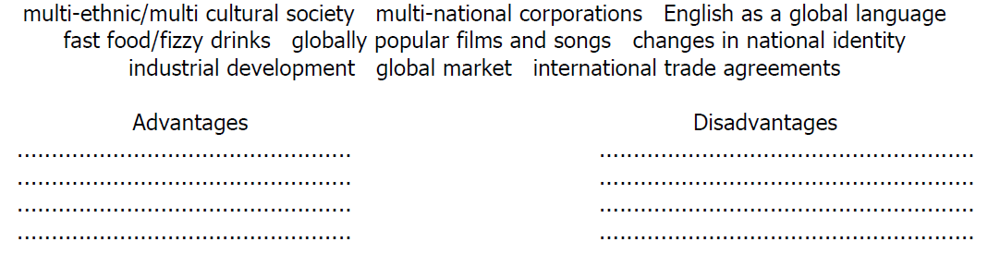 multi-ethnic/multi cultural society multi-national corporations English as a global language
fast food/fizzy drinks globally popular films and songs changes in national identity
industrial development global market international trade agreements
Advantages Disadvantages
................................................. .......................................................
................................................. .......................................................
................................................. .......................................................
................................................. .......................................................